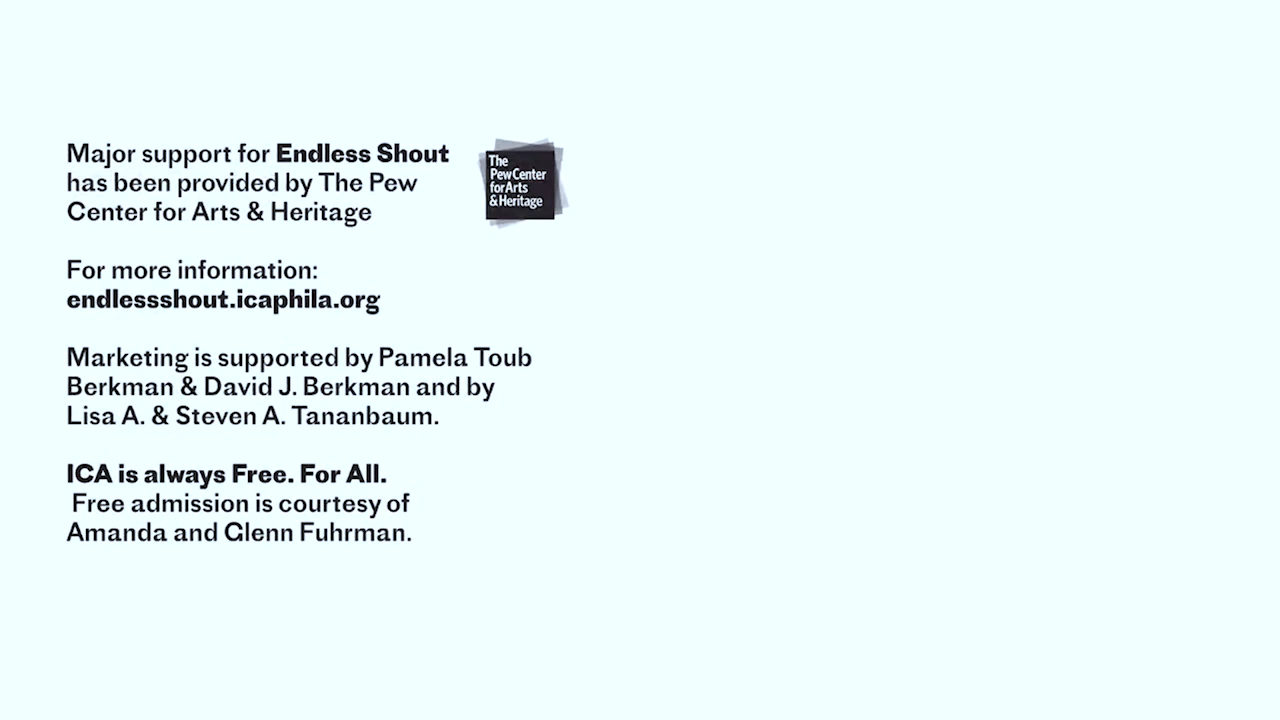 Major support for Endless Shout
has been provided by The Pew
Center for Arts & Heritage
The
Pew Center
for Arts
& Heritage
For more information:
endlessshout.icaphila.org
Marketing is supported by Pamela Toub
Berkman & David J. Berkman and by
Lisa A. & Steven A. Tananbaum.
ICA is always Free. For All.
Free admission is courtesy of
Amanda and Glenn Fuhrman.